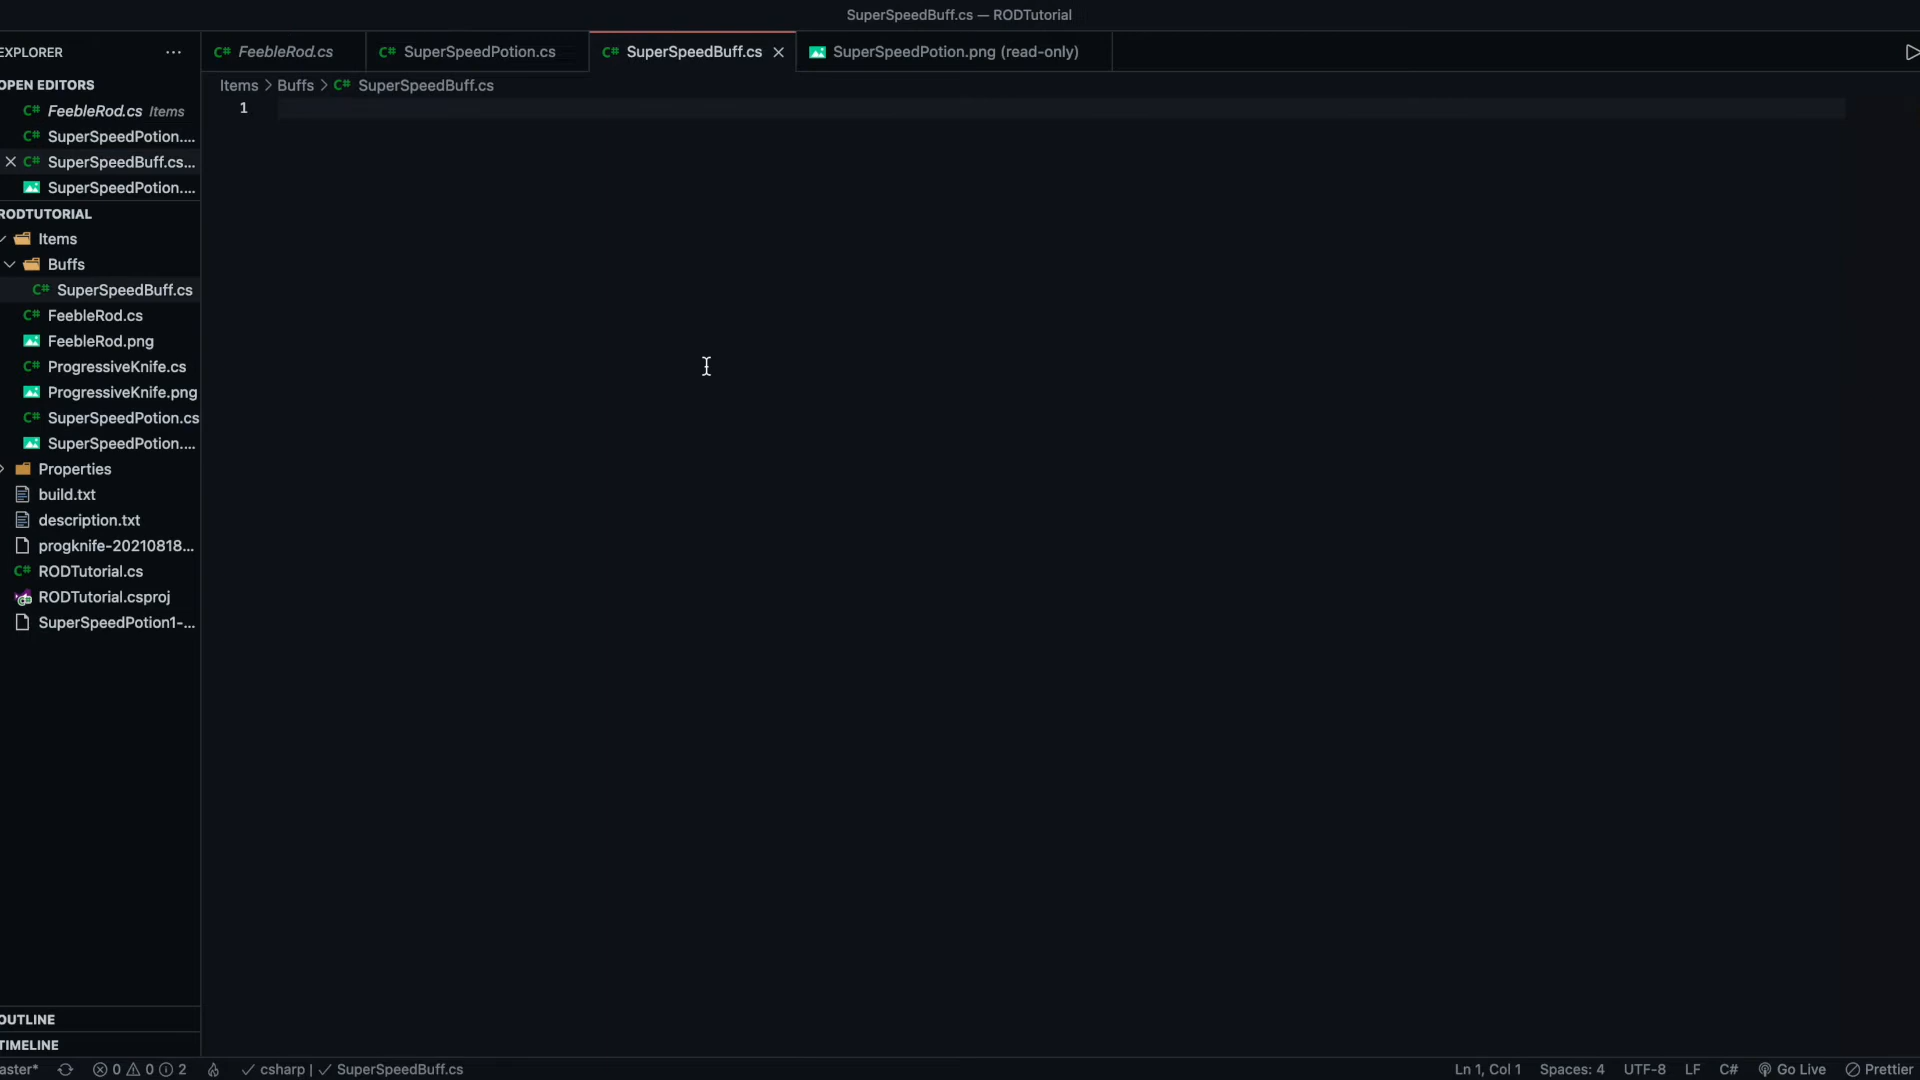 SuperSpeedBuff.cs — RODTutorial
EXPLORER ···
FeebleRod.cs
SuperSpeedPotion.cs
SuperSpeedBuff.cs
SuperSpeedPotion.png (read-only)
OPEN EDITORS
Items > Buffs > C# SuperSpeedBuff.cs
1
C# FeebleRod.cs Items
C# SuperSpeedPotion....
C# SuperSpeedBuff.cs...
SuperSpeedPotion....
RODTUTORIAL
Items
Buffs
C# SuperSpeedBuff.cs
C# FeebleRod.cs
FeebleRod.png
C# ProgressiveKnife.cs
ProgressiveKnife.png
C# SuperSpeedPotion.cs
SuperSpeedPotion....
Properties
build.txt
description.txt
progknife-20210818...
C# RODTutorial.cs
RODTutorial.csproj
SuperSpeedPotion1-...
OUTLINE
TIMELINE
aster* 0 0 2 csharp | SuperSpeedBuff.cs Ln 1, Col 1 Spaces: 4 UTF-8 LF C# Go Live Prettier